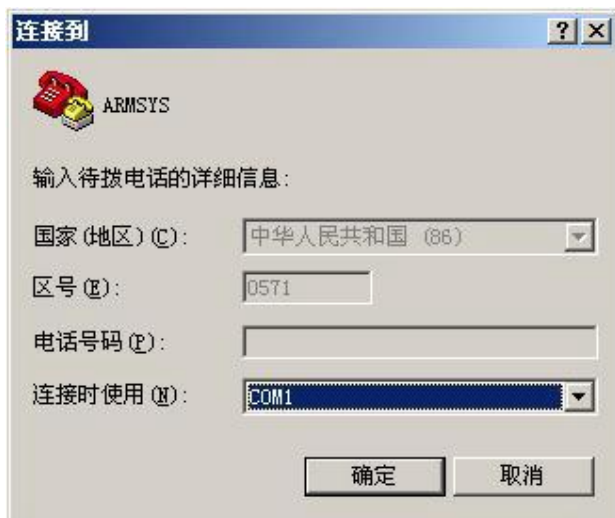 连接到
ARMSYS
输入待拨电话的详细信息:
国家(地区)(C): 中华人民共和国 (86)
区号(E): 0571
电话号码(P):
连接时使用(N): COM1
确定 取消